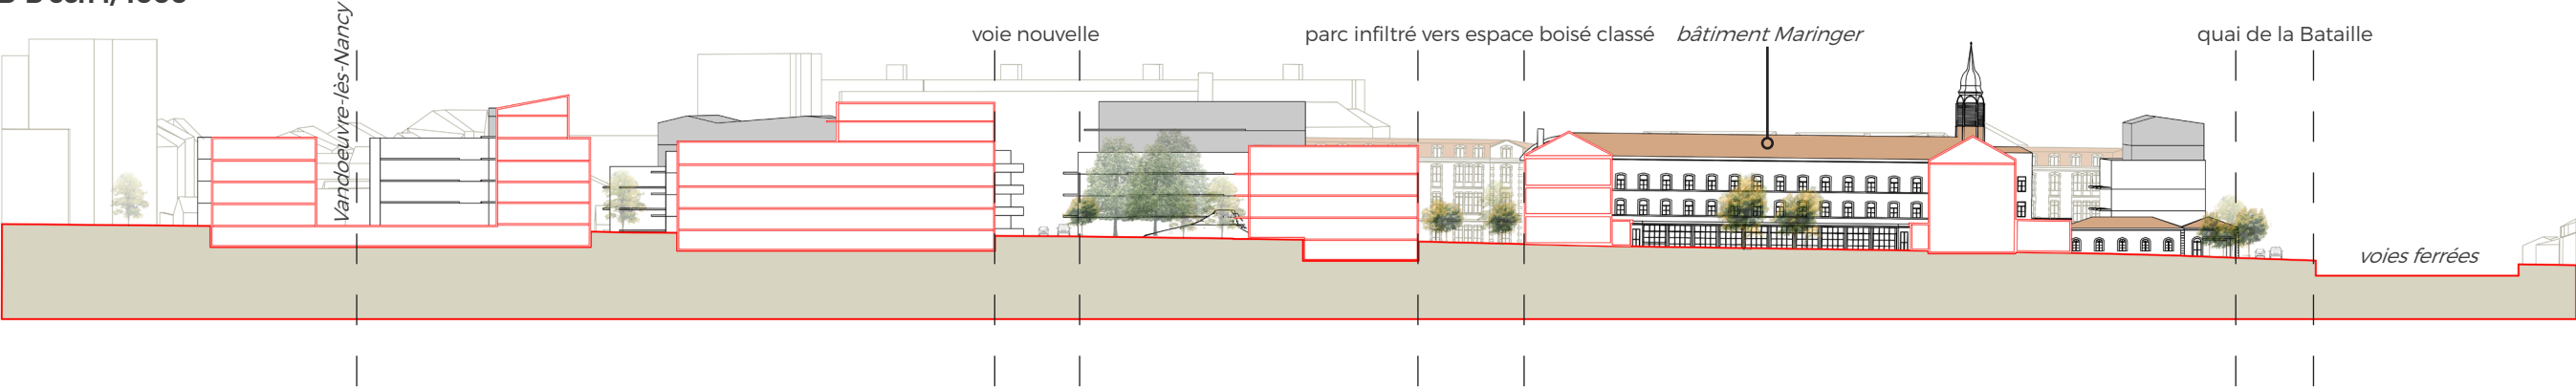 Vandoeuvre-lès-Nancy
voie nouvelle
parc infiltré vers espace boisé classé
bâtiment Maringer
quai de la Bataille
voies ferrées